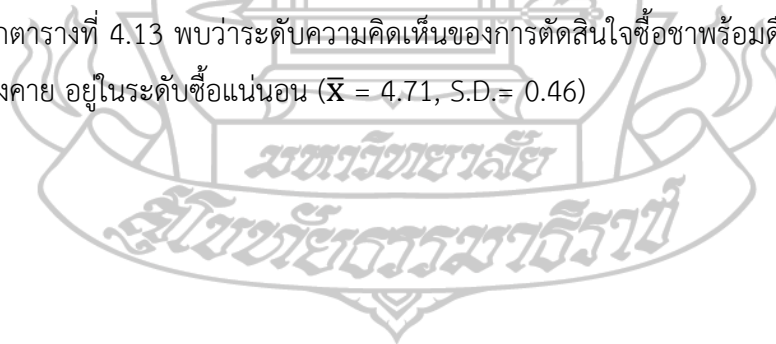 กตารางที่ 4.13 พบว่าระดับความคิดเห็นของการตัดสินใจซื้อชาพร้อมดื
งคาย อยู่ในระดับซื้อแน่นอน (x̄ = 4.71, S.D.= 0.46)
มหาวิทยาลัย
สุโขทัยธรรมาธิราช